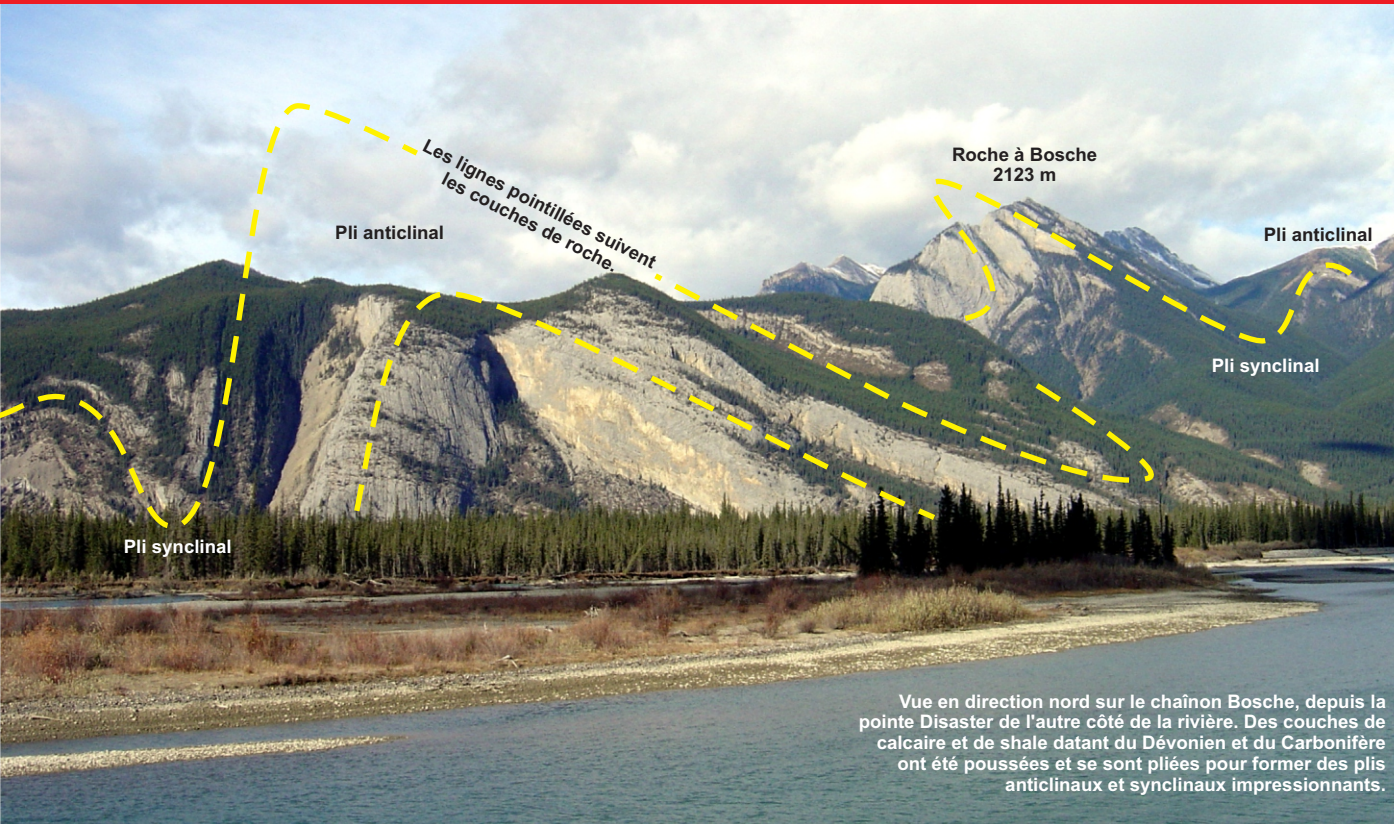 Les lignes pointillées suivent
les couches de roche.
Roche à Bosche
2123 m
Pli anticlinal
Pli anticlinal
Pli synclinal
Pli synclinal
Vue en direction nord sur le chaînon Bosche, depuis la
pointe Disaster de l'autre côté de la rivière. Des couches de
calcaire et de shale datant du Dévonien et du Carbonifère
ont été poussées et se sont pliées pour former des plis
anticlinaux et synclinaux impressionnants.